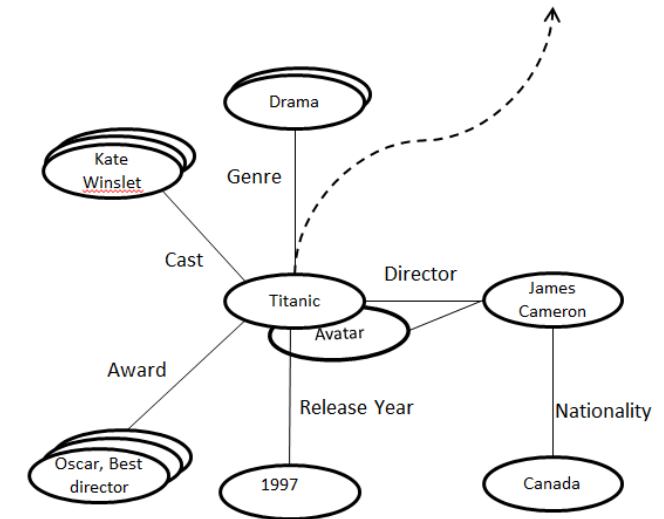 Drama
Kate
Winslet
Genre
Cast
Director
Titanic
James
Cameron
Avatar
Award
Release Year
Nationality
Oscar, Best
director
1997
Canada